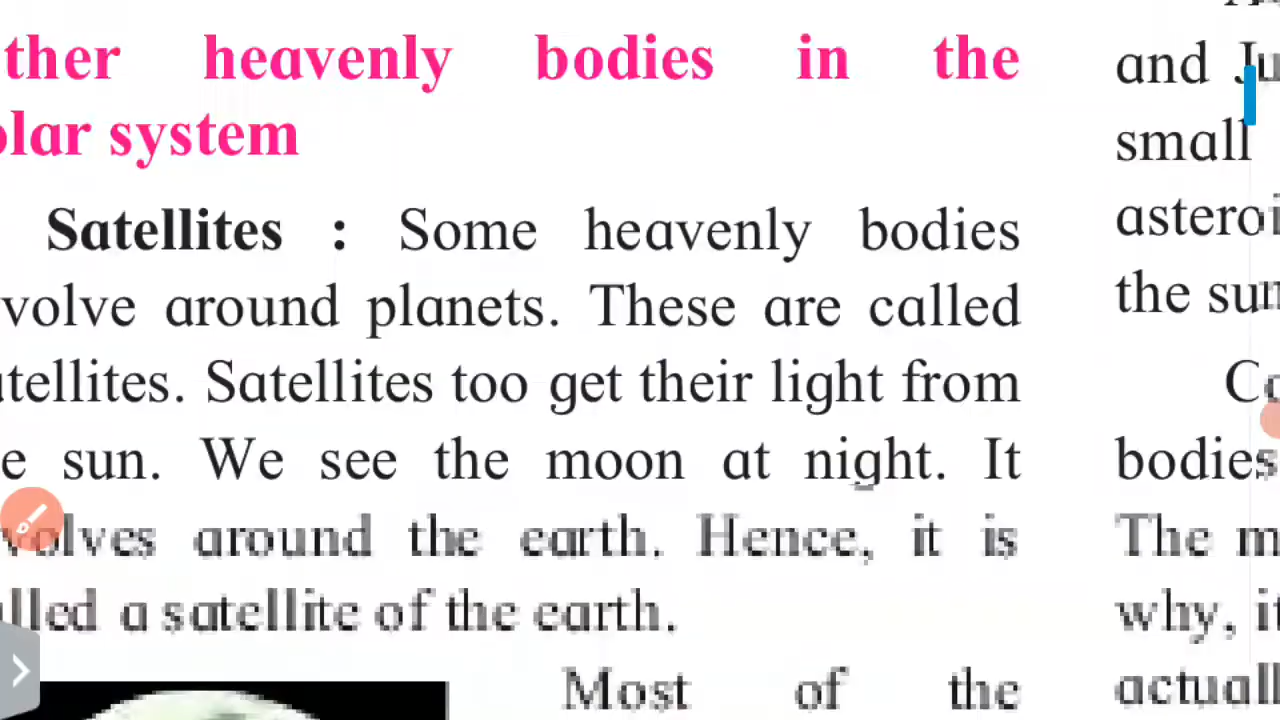 ther heavenly bodies in the
olar system
Satellites : Some heavenly bodies
volve around planets. These are called
tellites. Satellites too get their light from
e sun. We see the moon at night. It
volves around the earth. Hence, it is
lled a satellite of the earth.
Most of the
and Ju
small
asteroi
the sun
Co
bodies
The m
why, it
actuall